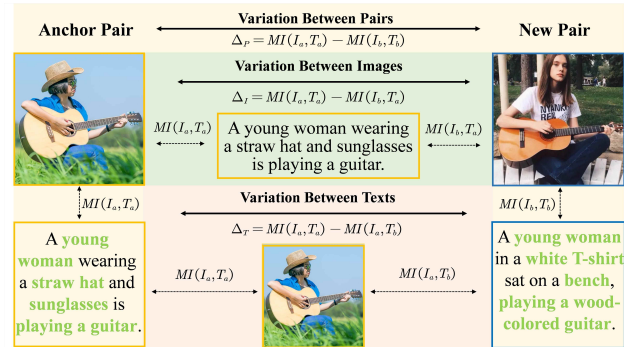 Anchor Pair
Variation Between Pairs
New Pair
Δ_P = MI(I_a,T_a) − MI(I_b,T_b)
Variation Between Images
Δ_I = MI(I_a,T_a) − MI(I_b,T_a)
MI(I_a,T_a)
MI(I_b,T_a)
A young woman wearing
a straw hat and sunglasses
is playing a guitar.
NYANKO
Variation Between Texts
MI(I_a,T_a)
MI(I_b,T_b)
Δ_T = MI(I_a,T_a) − MI(I_a,T_b)
A young
woman wearing
a straw hat and
sunglasses is
playing a guitar.
MI(I_a,T_a)
MI(I_a,T_b)
A young woman
in a white T-shirt
sat on a bench,
playing a wood-
colored guitar.